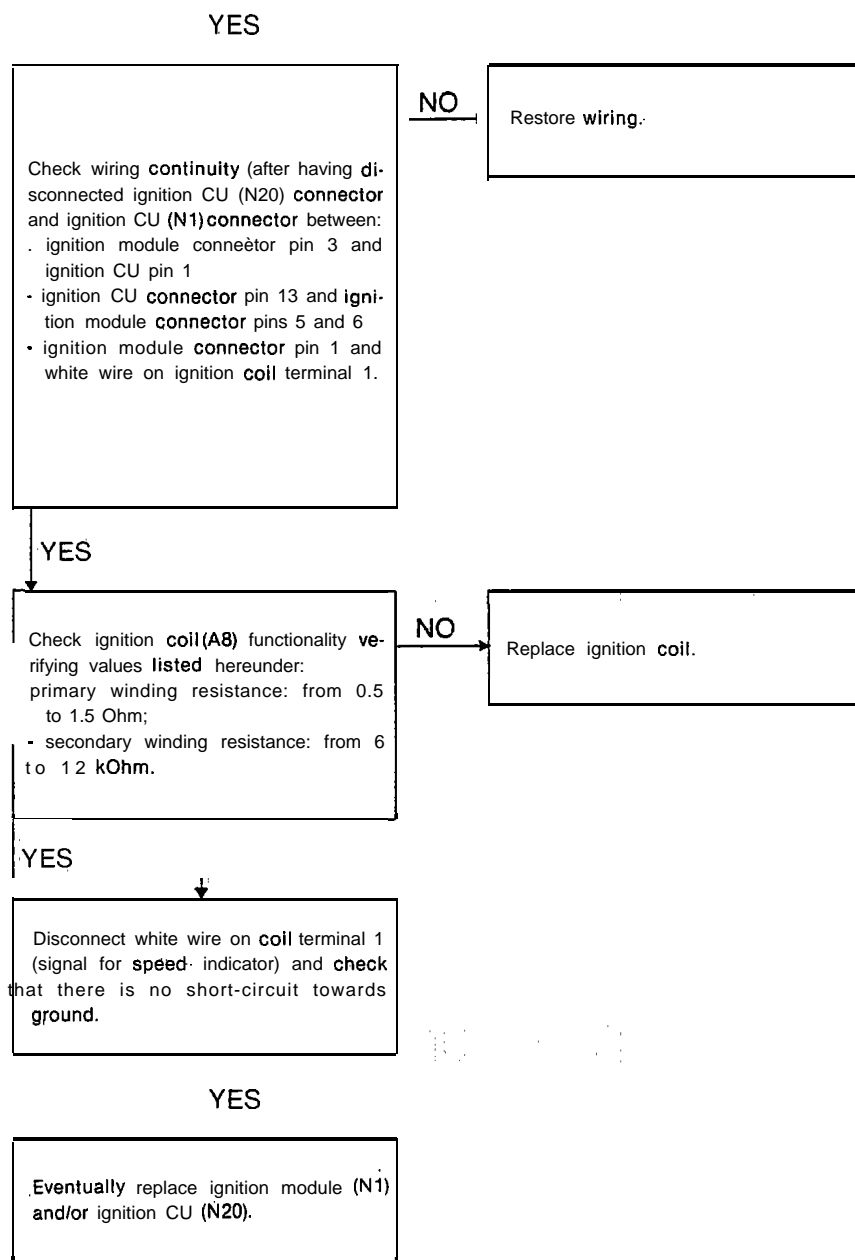 YES
NO
Restore wiring.
Check wiring continuity (after having di-
sconnected ignition CU (N20) connector
and ignition CU (N1) connector between:
. ignition module conneètor pin 3 and
ignition CU pin 1
- ignition CU connector pin 13 and igni-
tion module connector pins 5 and 6
- ignition module connector pin 1 and
white wire on ignition coil terminal 1.
YES
Check ignition coil (A8) functionality ve-
rifying values listed hereunder:
primary winding resistance: from 0.5
to 1.5 Ohm;
- secondary winding resistance: from 6
to 12 kOhm.
NO
Replace ignition coil.
YES
Disconnect white wire on coil terminal 1
(signal for speed indicator) and check
that there is no short-circuit towards
ground.
YES
Eventually replace ignition module (N1)
and/or ignition CU (N20).